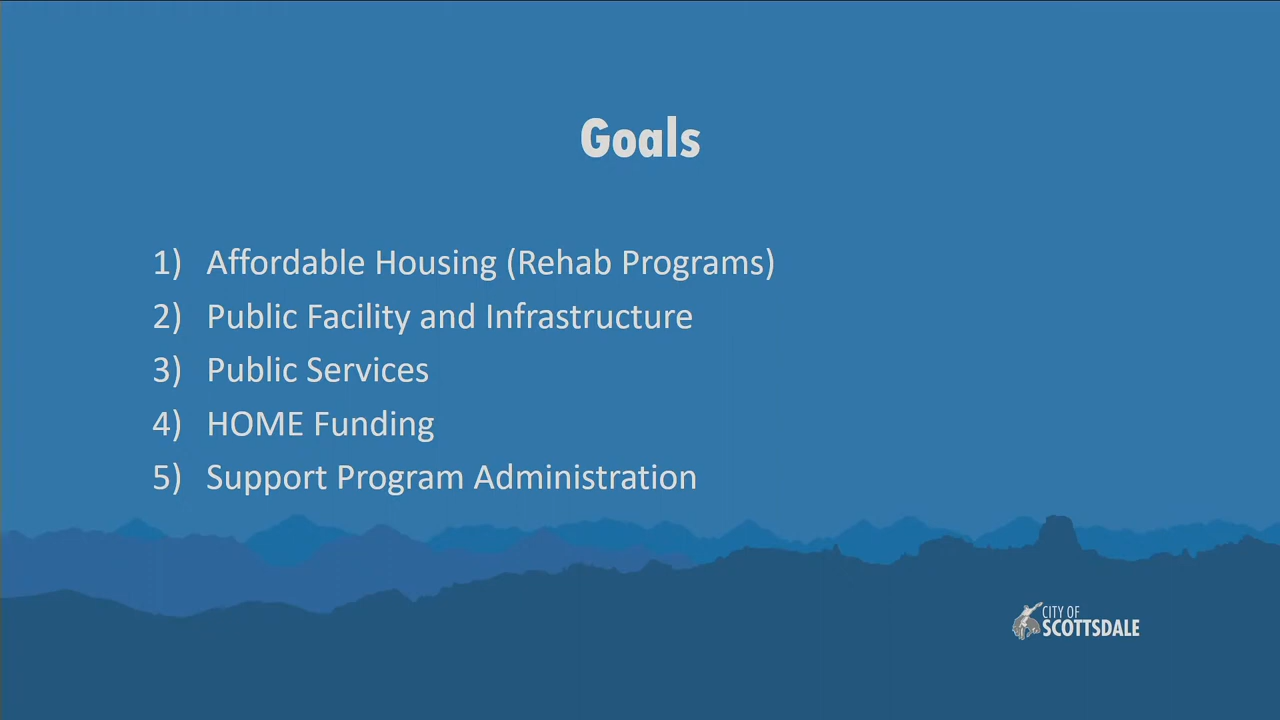 Goals
1) Affordable Housing (Rehab Programs)
2) Public Facility and Infrastructure
3) Public Services
4) HOME Funding
5) Support Program Administration
CITY OF
SCOTTSDALE